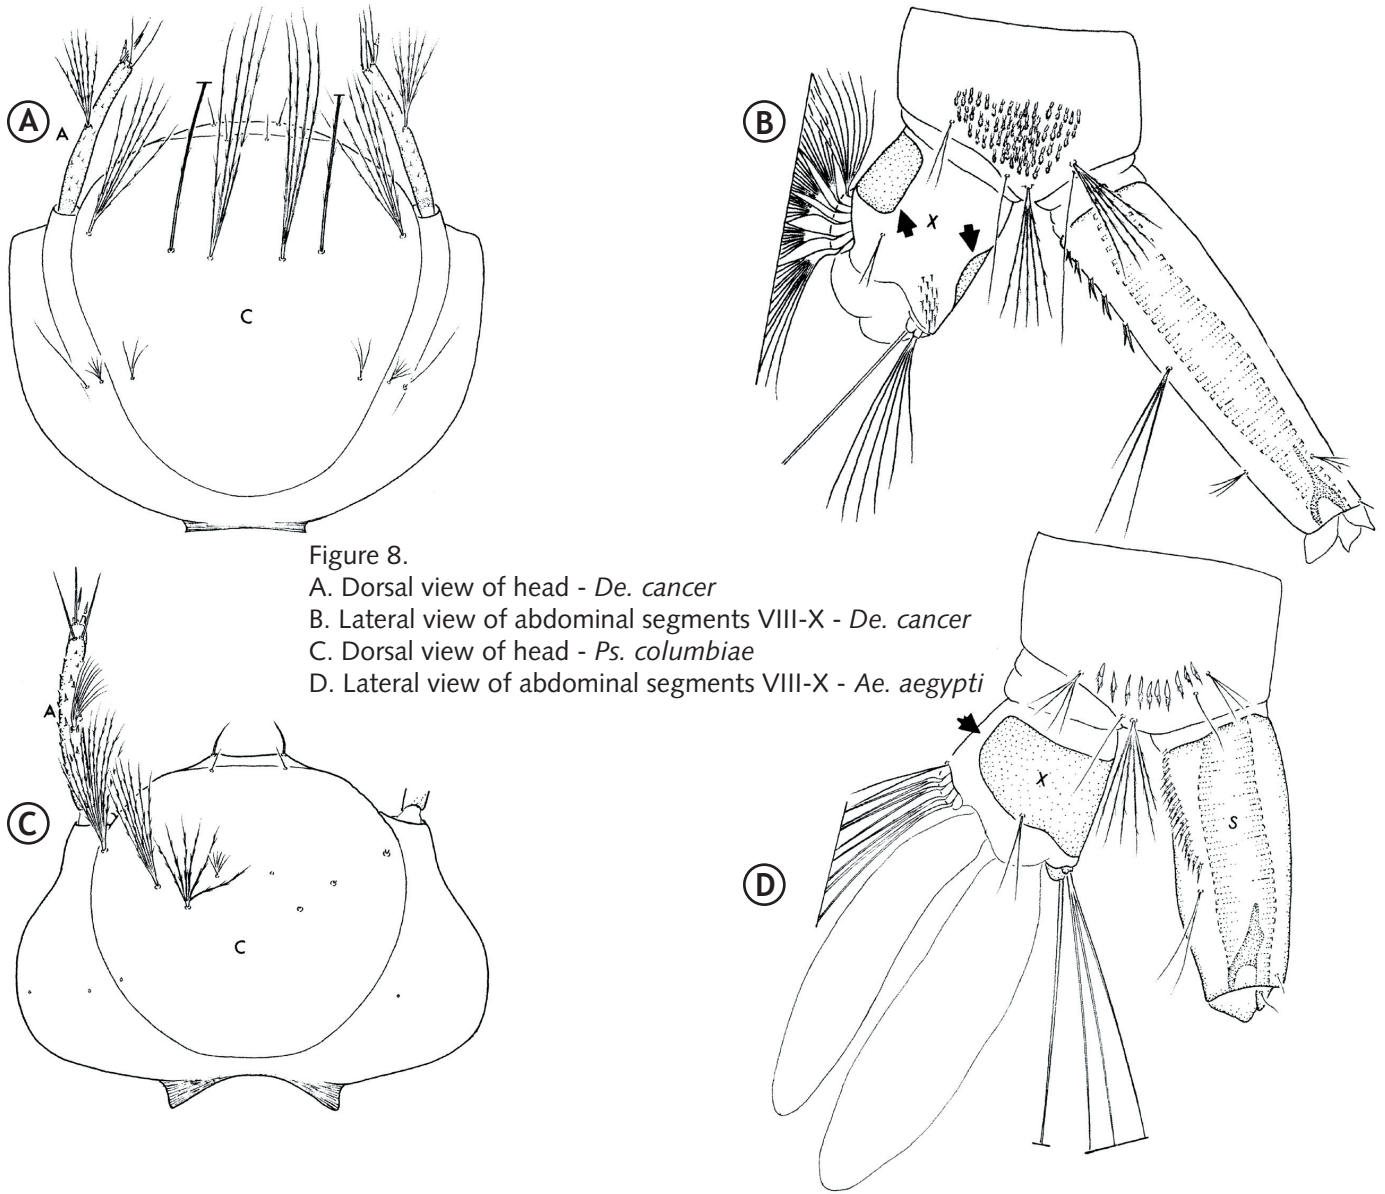 A
A
C
B
X
Figure 8.
A. Dorsal view of head - De. cancer
B. Lateral view of abdominal segments VIII-X - De. cancer
C. Dorsal view of head - Ps. columbiae
D. Lateral view of abdominal segments VIII-X - Ae. aegypti
A
C
C
X
S
D